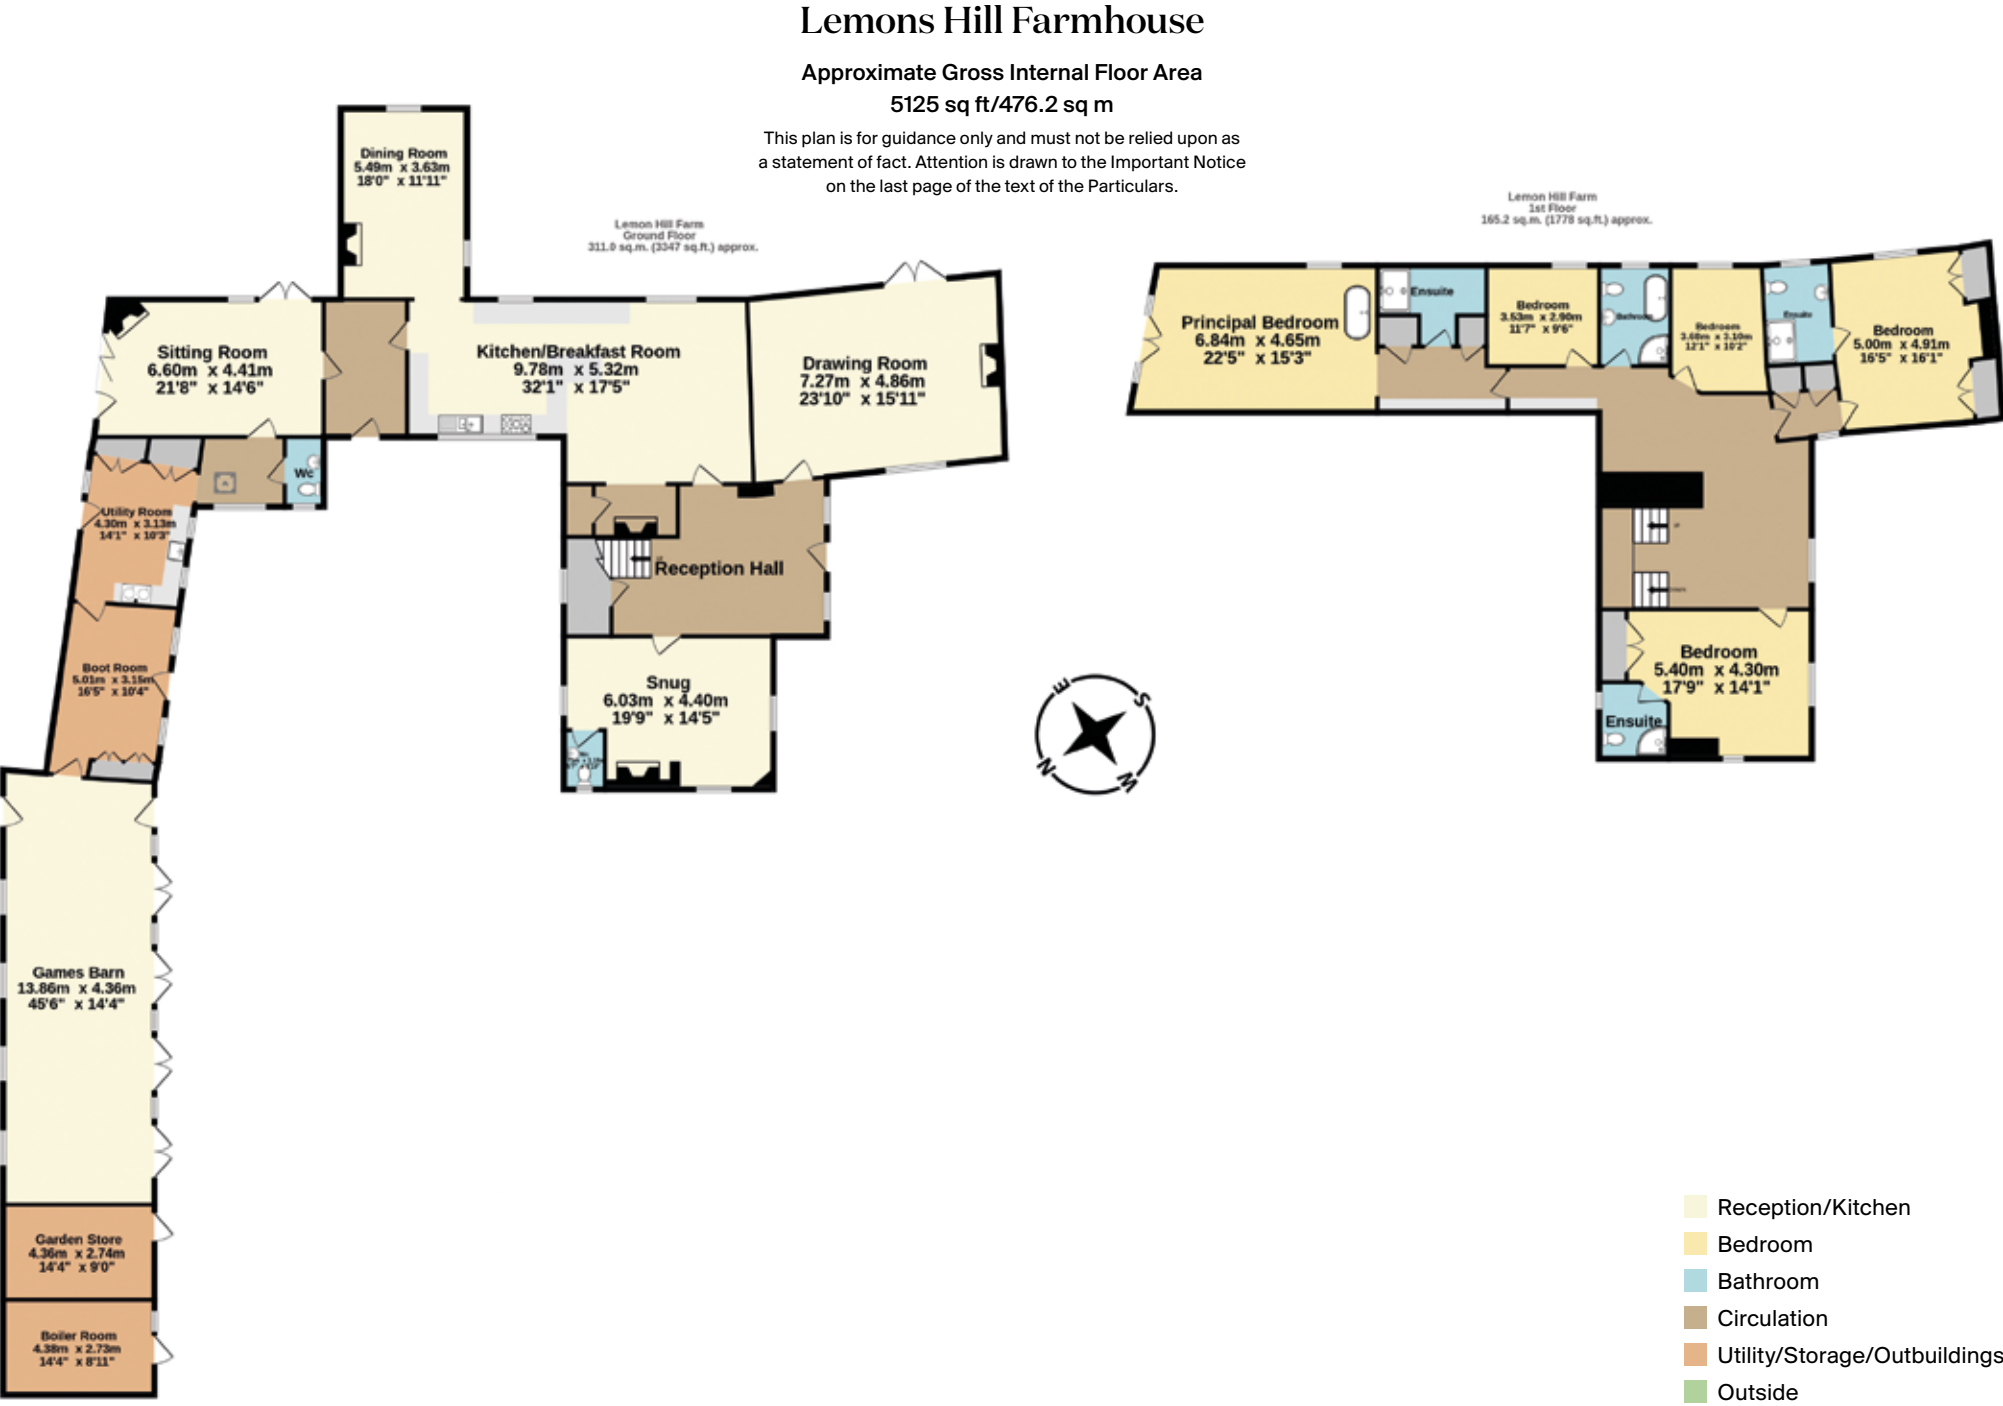 Lemons Hill Farmhouse
Approximate Gross Internal Floor Area
5125 sq ft/476.2 sq m
This plan is for guidance only and must not be relied upon as
a statement of fact. Attention is drawn to the Important Notice
on the last page of the text of the Particulars.
Lemon Hill Farm
Ground Floor
311.0 sq.m. (3347 sq.ft.) approx.
Dining Room
5.49m x 3.63m
18'0" x 11'11"
Sitting Room
6.60m x 4.41m
21'8" x 14'6"
Kitchen/Breakfast Room
9.78m x 5.32m
32'1" x 17'5"
Drawing Room
7.27m x 4.86m
23'10" x 15'11"
Wc
Utility Room
4.30m x 3.13m
14'1" x 10'3"
Reception Hall
Boot Room
5.01m x 3.15m
16'5" x 10'4"
Snug
6.03m x 4.40m
19'9" x 14'5"
Games Barn
13.86m x 4.36m
45'6" x 14'4"
Garden Store
4.36m x 2.74m
14'4" x 9'0"
Boiler Room
4.38m x 2.73m
14'4" x 8'11"
Lemon Hill Farm
1st Floor
165.2 sq.m. (1778 sq.ft.) approx.
Principal Bedroom
6.84m x 4.65m
22'5" x 15'3"
Ensuite
Bedroom
3.53m x 2.90m
11'7" x 9'6"
Bathroom
Bedroom
3.68m x 3.10m
12'1" x 10'2"
Ensuite
Bedroom
5.00m x 4.91m
16'5" x 16'1"
Bedroom
5.40m x 4.30m
17'9" x 14'1"
Ensuite
E
S
N
W
Reception/Kitchen
Bedroom
Bathroom
Circulation
Utility/Storage/Outbuildings
Outside